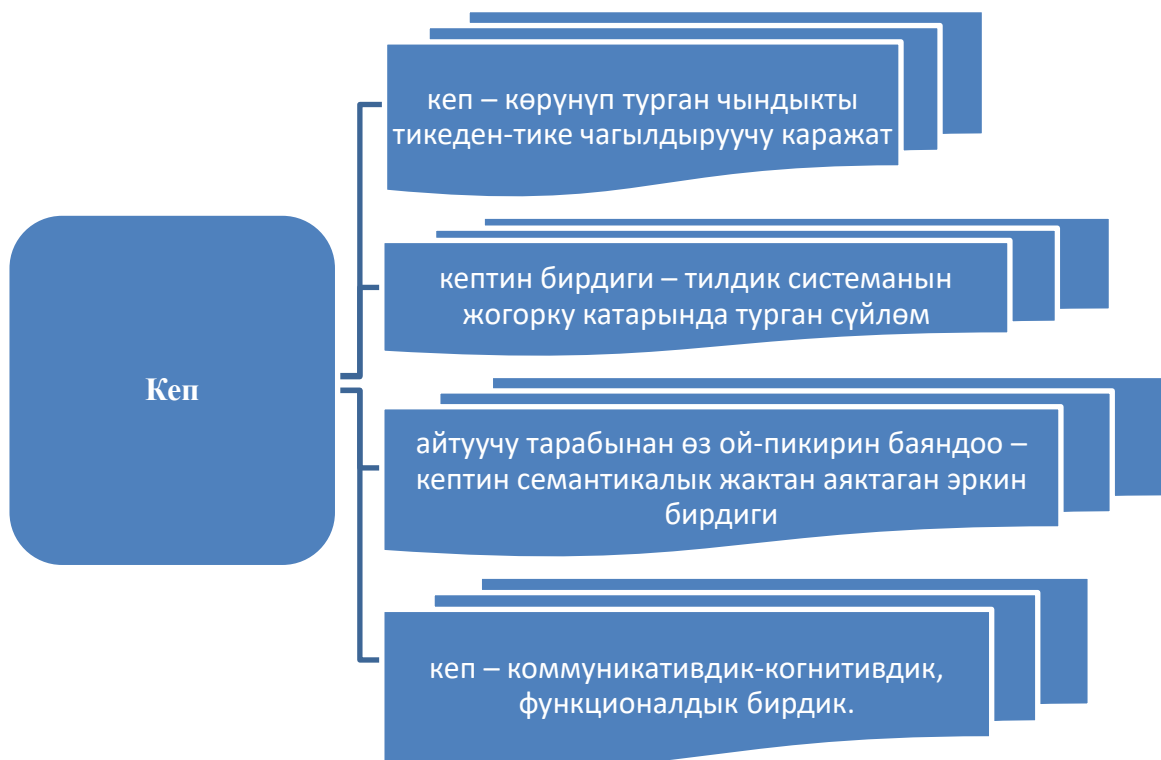 Кеп
кеп – көрүнүп турган чындыкты
тикеден-тике чагылдыруучу каражат
кептин бирдиги – тилдик системанын
жогорку катарында турган сүйлөм
айтуучу тарабынан өз ой-пикирин баяндоо –
кептин семантикалык жактан аяктаган эркин
бирдиги
кеп – коммуникативдик-когнитивдик,
функционалдык бирдик.